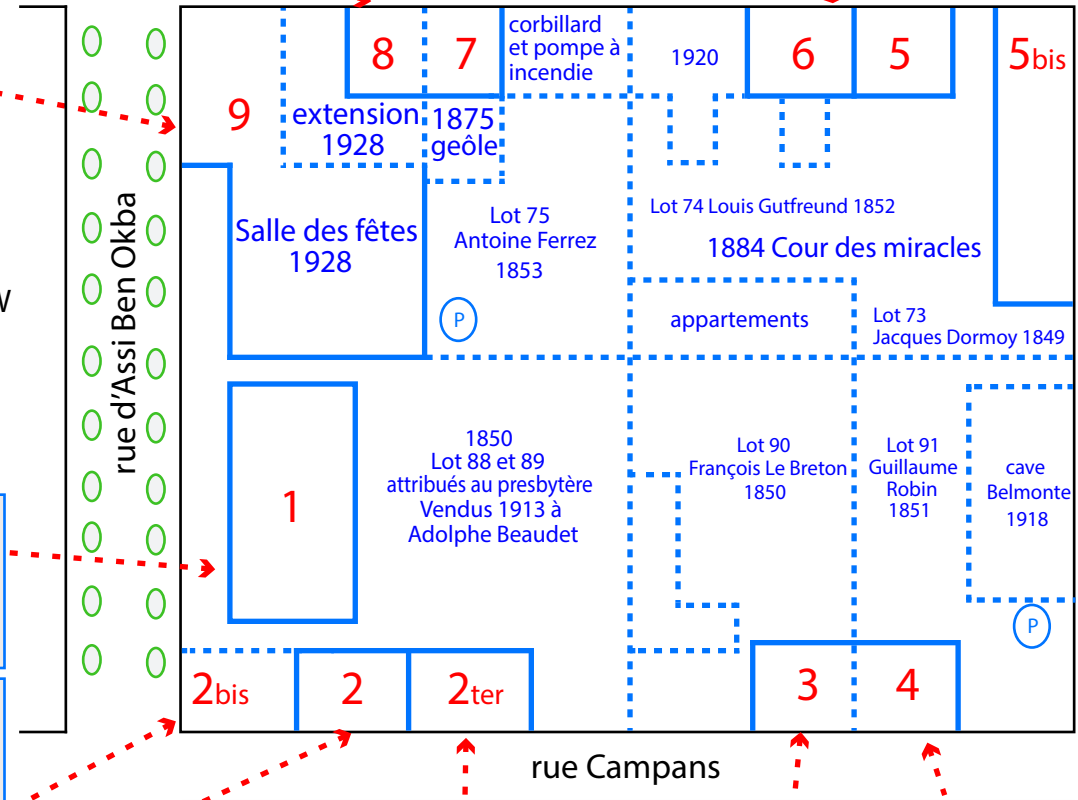 corbillard
et pompe à
incendie
8
7
1920
6
5
5bis
9
extension
1928
1875
geôle
rue d'Assi Ben Okba
Salle des fêtes
1928
Lot 75
Antoine Ferrez
1853
Lot 74 Louis Gutfreund 1852
1884 Cour des miracles
P
appartements
Lot 73
Jacques Dormoy 1849
1
1850
Lot 88 et 89
attribués au presbytère
Vendus 1913 à
Adolphe Beaudet
Lot 90
François Le Breton
1850
Lot 91
Guillaume
Robin
1851
cave
Belmonte
1918
P
2bis
2
2ter
3
4
rue Campans